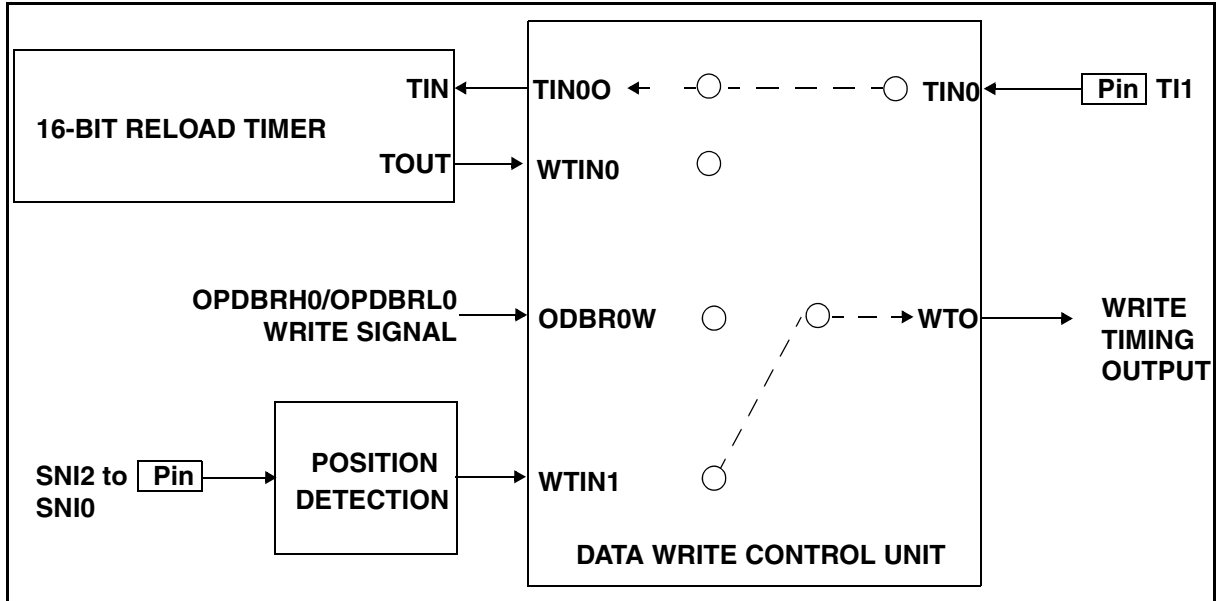 TIN
TIN0O
TIN0
Pin
TI1
16-BIT RELOAD TIMER
TOUT
WTIN0
OPDBRH0/OPDBRL0
WRITE SIGNAL
ODBR0W
WTO
WRITE
TIMING
OUTPUT
SNI2 to
SNI0
Pin
POSITION
DETECTION
WTIN1
DATA WRITE CONTROL UNIT